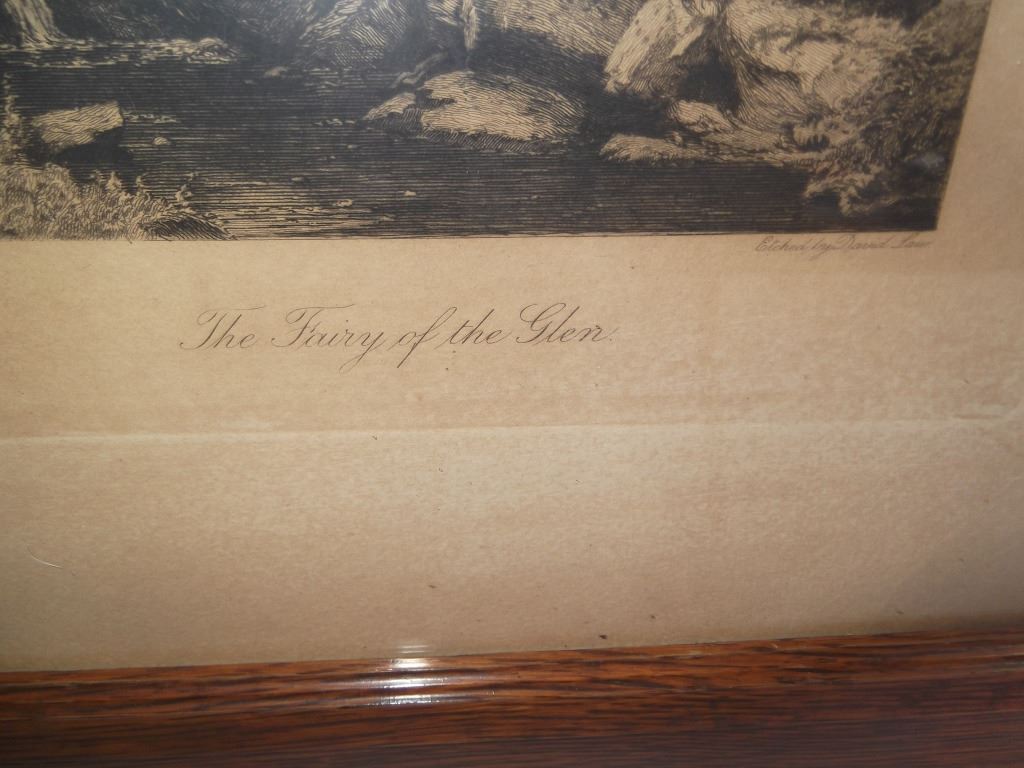 Etched by David Law
The Fairy of the Glen.